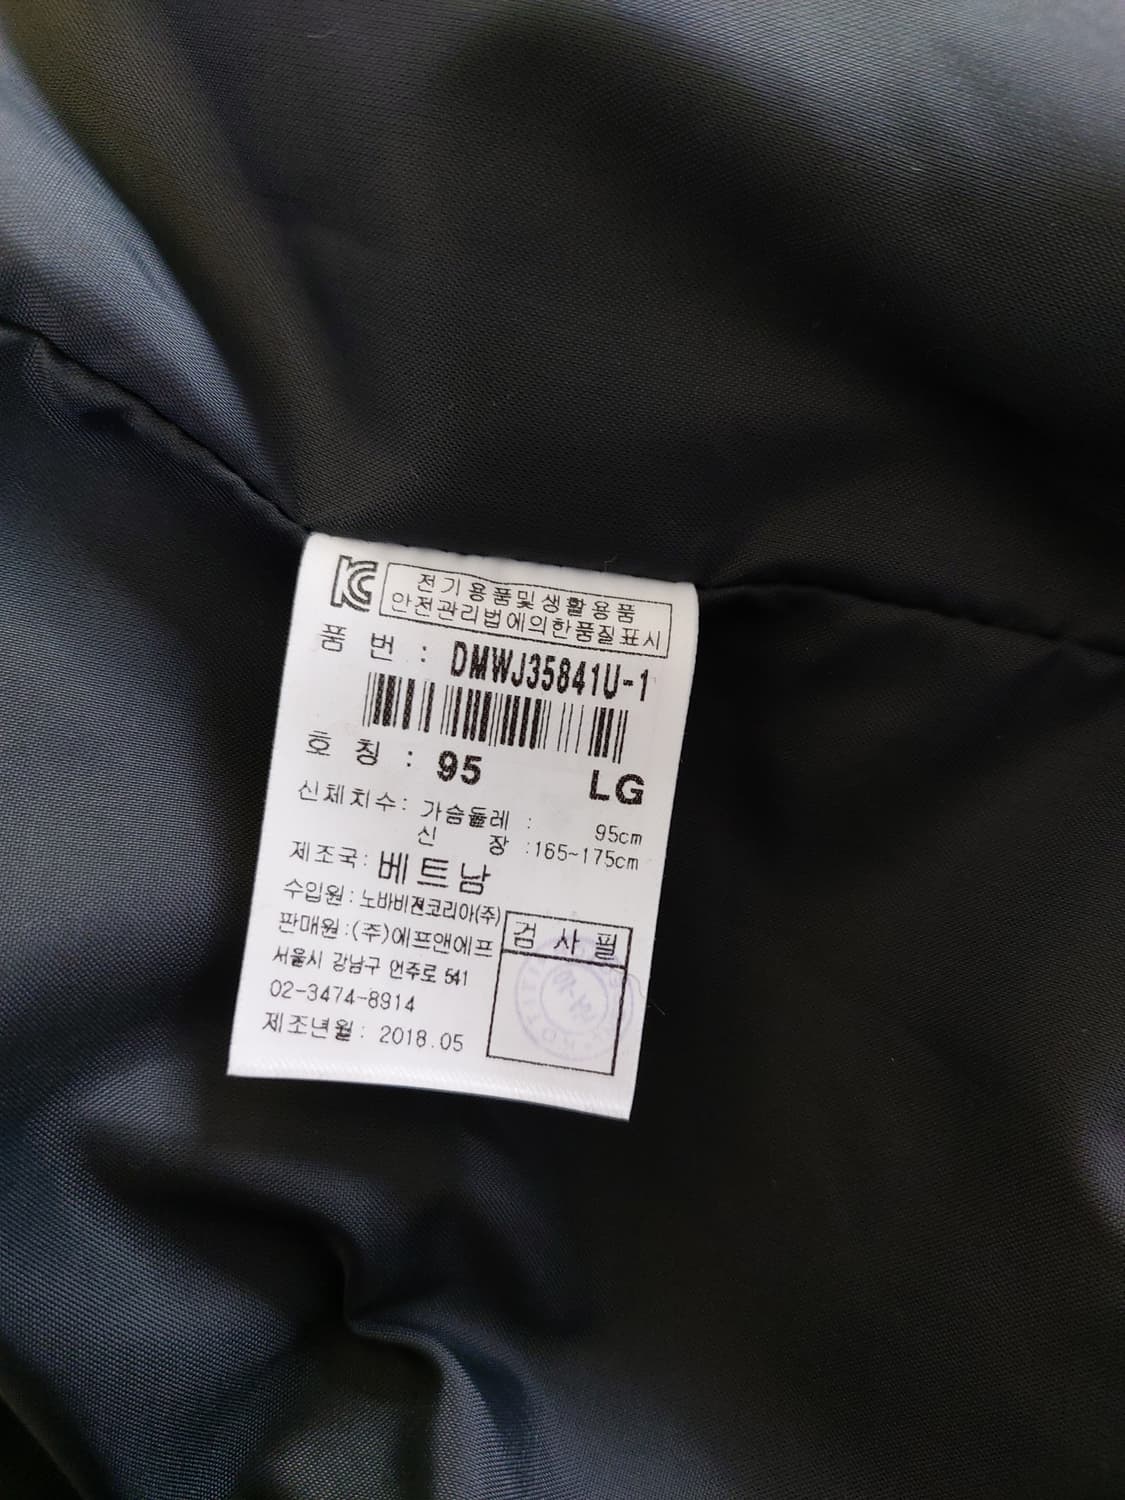 KC 전기용품및생활용품
안전관리법에의한품질표시
품 번 : DMWJ35841U-1
호 칭 : 95 LG
신체치수: 가슴둘레 : 95cm
신 장 :165~175cm
제조국: 베트남
수입원: 노바비젼코리아(주)
판매원:(주)에프앤에프
서울시 강남구 언주로 541
02-3474-8914
제조년월: 2018.05
검 사 필